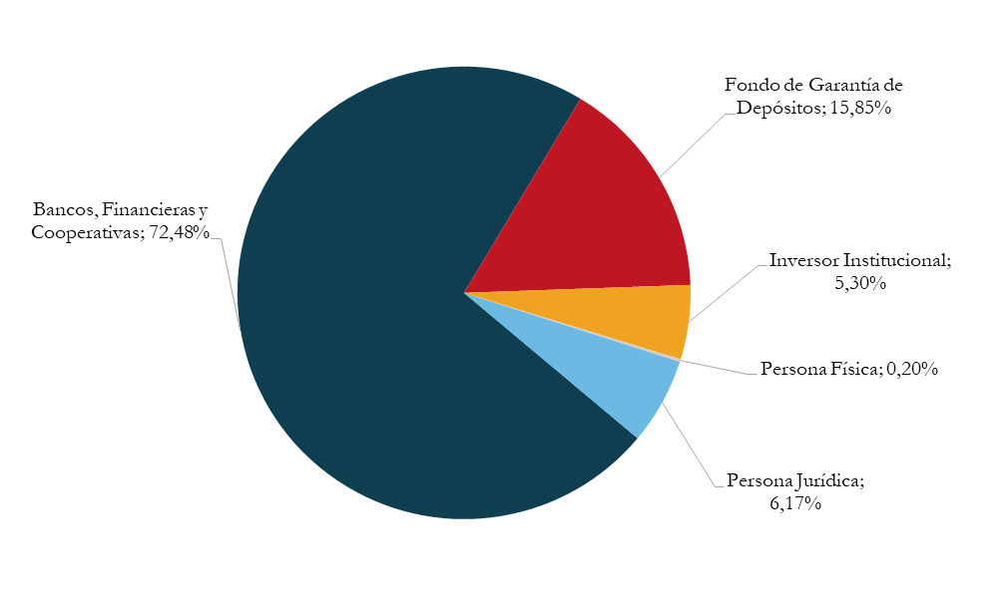 Fondo de Garantía de
Depósitos; 15,85%
Bancos, Financieras y
Cooperativas; 72,48%
Inversor Institucional;
5,30%
Persona Física; 0,20%
Persona Jurídica;
6,17%